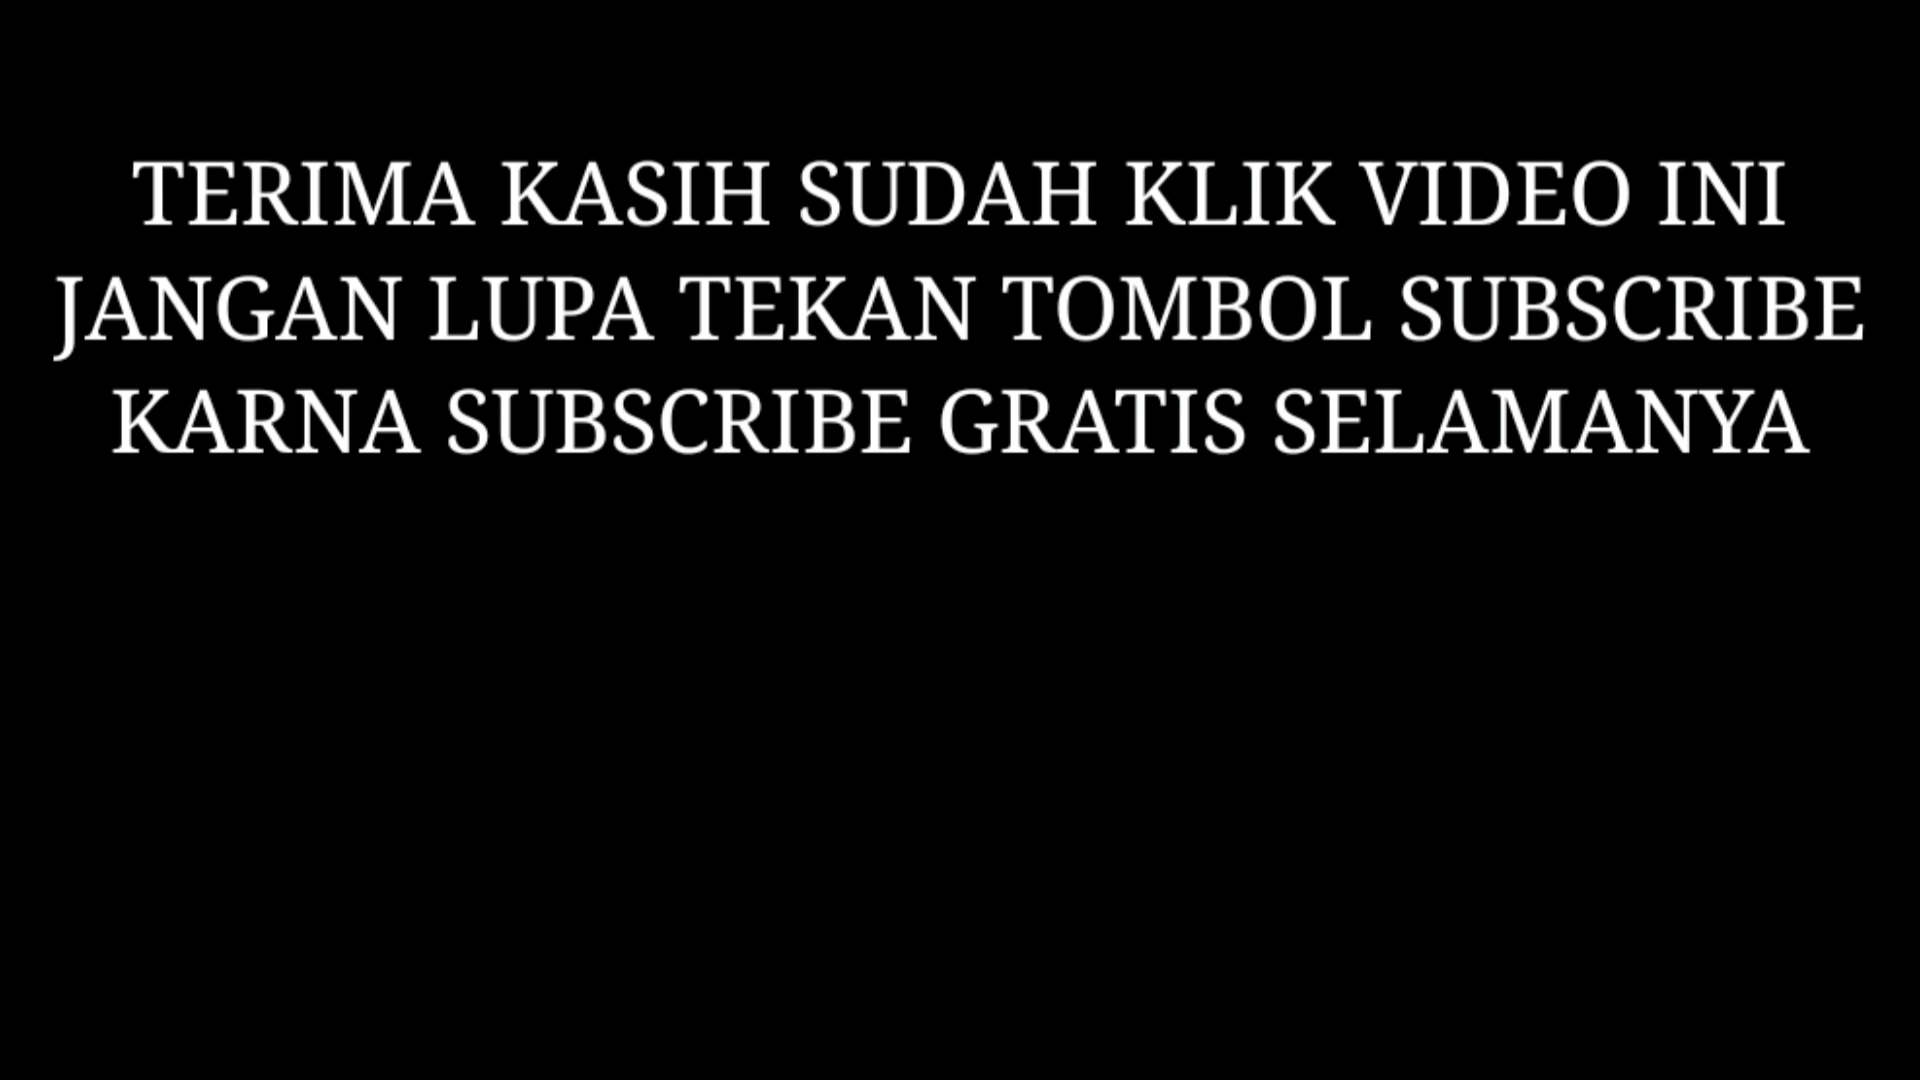 TERIMA KASIH SUDAH KLIK VIDEO INI
JANGAN LUPA TEKAN TOMBOL SUBSCRIBE
KARNA SUBSCRIBE GRATIS SELAMANYA